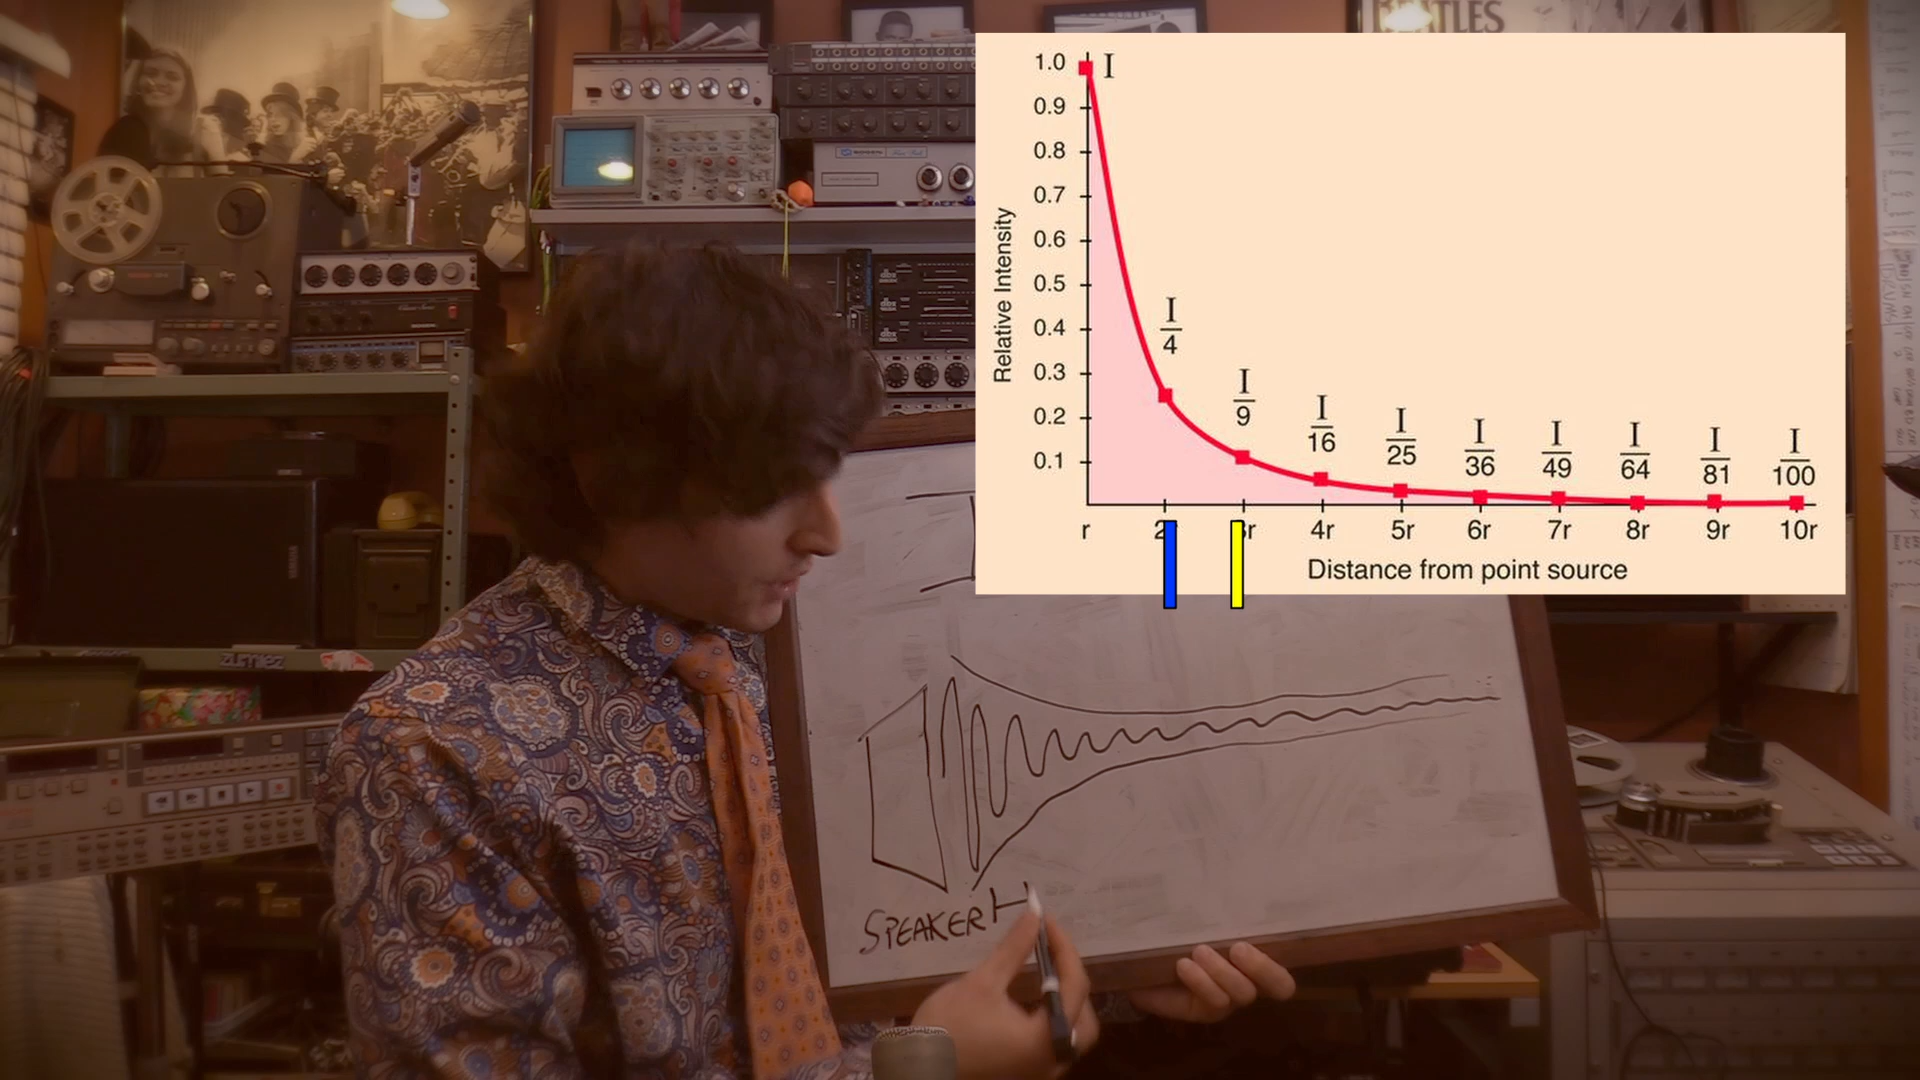 BEATLES
1.0
I
0.9
0.8
0.7
0.6
0.5
0.4
0.3
0.2
0.1
Relative Intensity
I
4
I
9
I
16
I
25
I
36
I
49
I
64
I
81
I
100
r 4r 5r 6r 7r 8r 9r 10r
Distance from point source
zumiez
SPEAKER